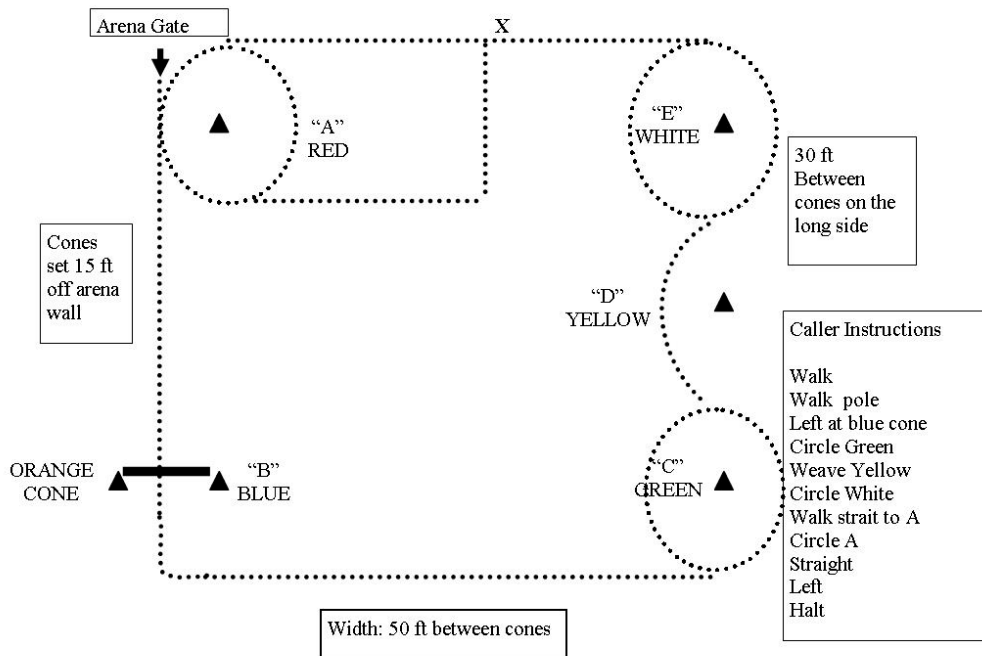 Arena Gate
X
“A”
RED
“E”
WHITE
30 ft
Between
cones on the
long side
Cones
set 15 ft
off arena
wall
“D”
YELLOW
Caller Instructions
Walk
Walk pole
Left at blue cone
Circle Green
Weave Yellow
Circle White
Walk strait to A
Circle A
Straight
Left
Halt
ORANGE
CONE
“B”
BLUE
“C”
GREEN
Width: 50 ft between cones